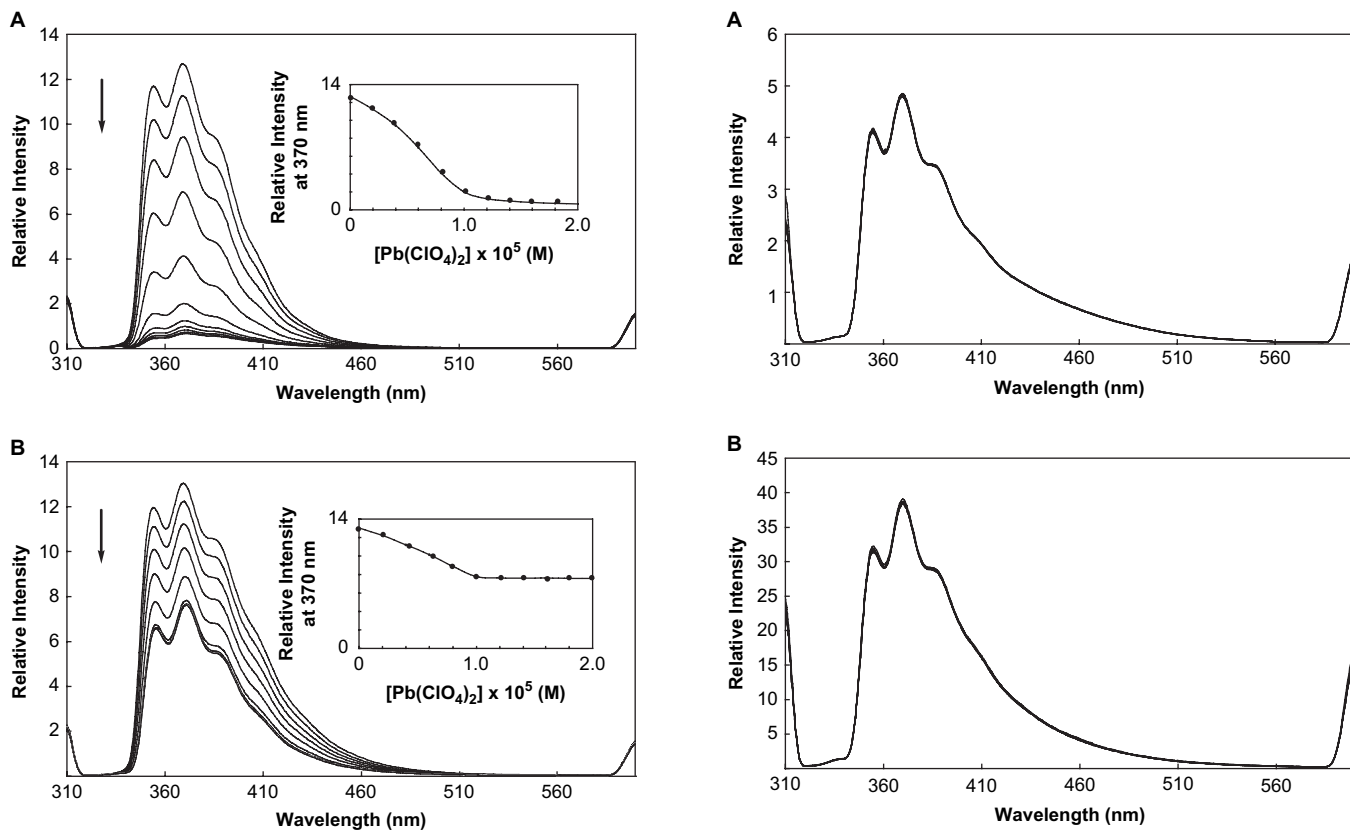 A
14
12
10
8
6
4
2
0
Relative Intensity
310 360 410 460 510 560
Wavelength (nm)
Relative Intensity
at 370 nm
14
0
0 1.0 2.0
[Pb(ClO₄)₂] x 10⁵ (M)
B
14
12
10
8
6
4
2
Relative Intensity
310 360 410 460 510 560
Wavelength (nm)
Relative Intensity
at 370 nm
14
0
0 1.0 2.0
[Pb(ClO₄)₂] x 10⁵ (M)
A
6
5
4
3
2
1
Relative Intensity
310 360 410 460 510 560
Wavelength (nm)
B
45
40
35
30
25
20
15
10
5
Relative Intensity
310 360 410 460 510 560
Wavelength (nm)